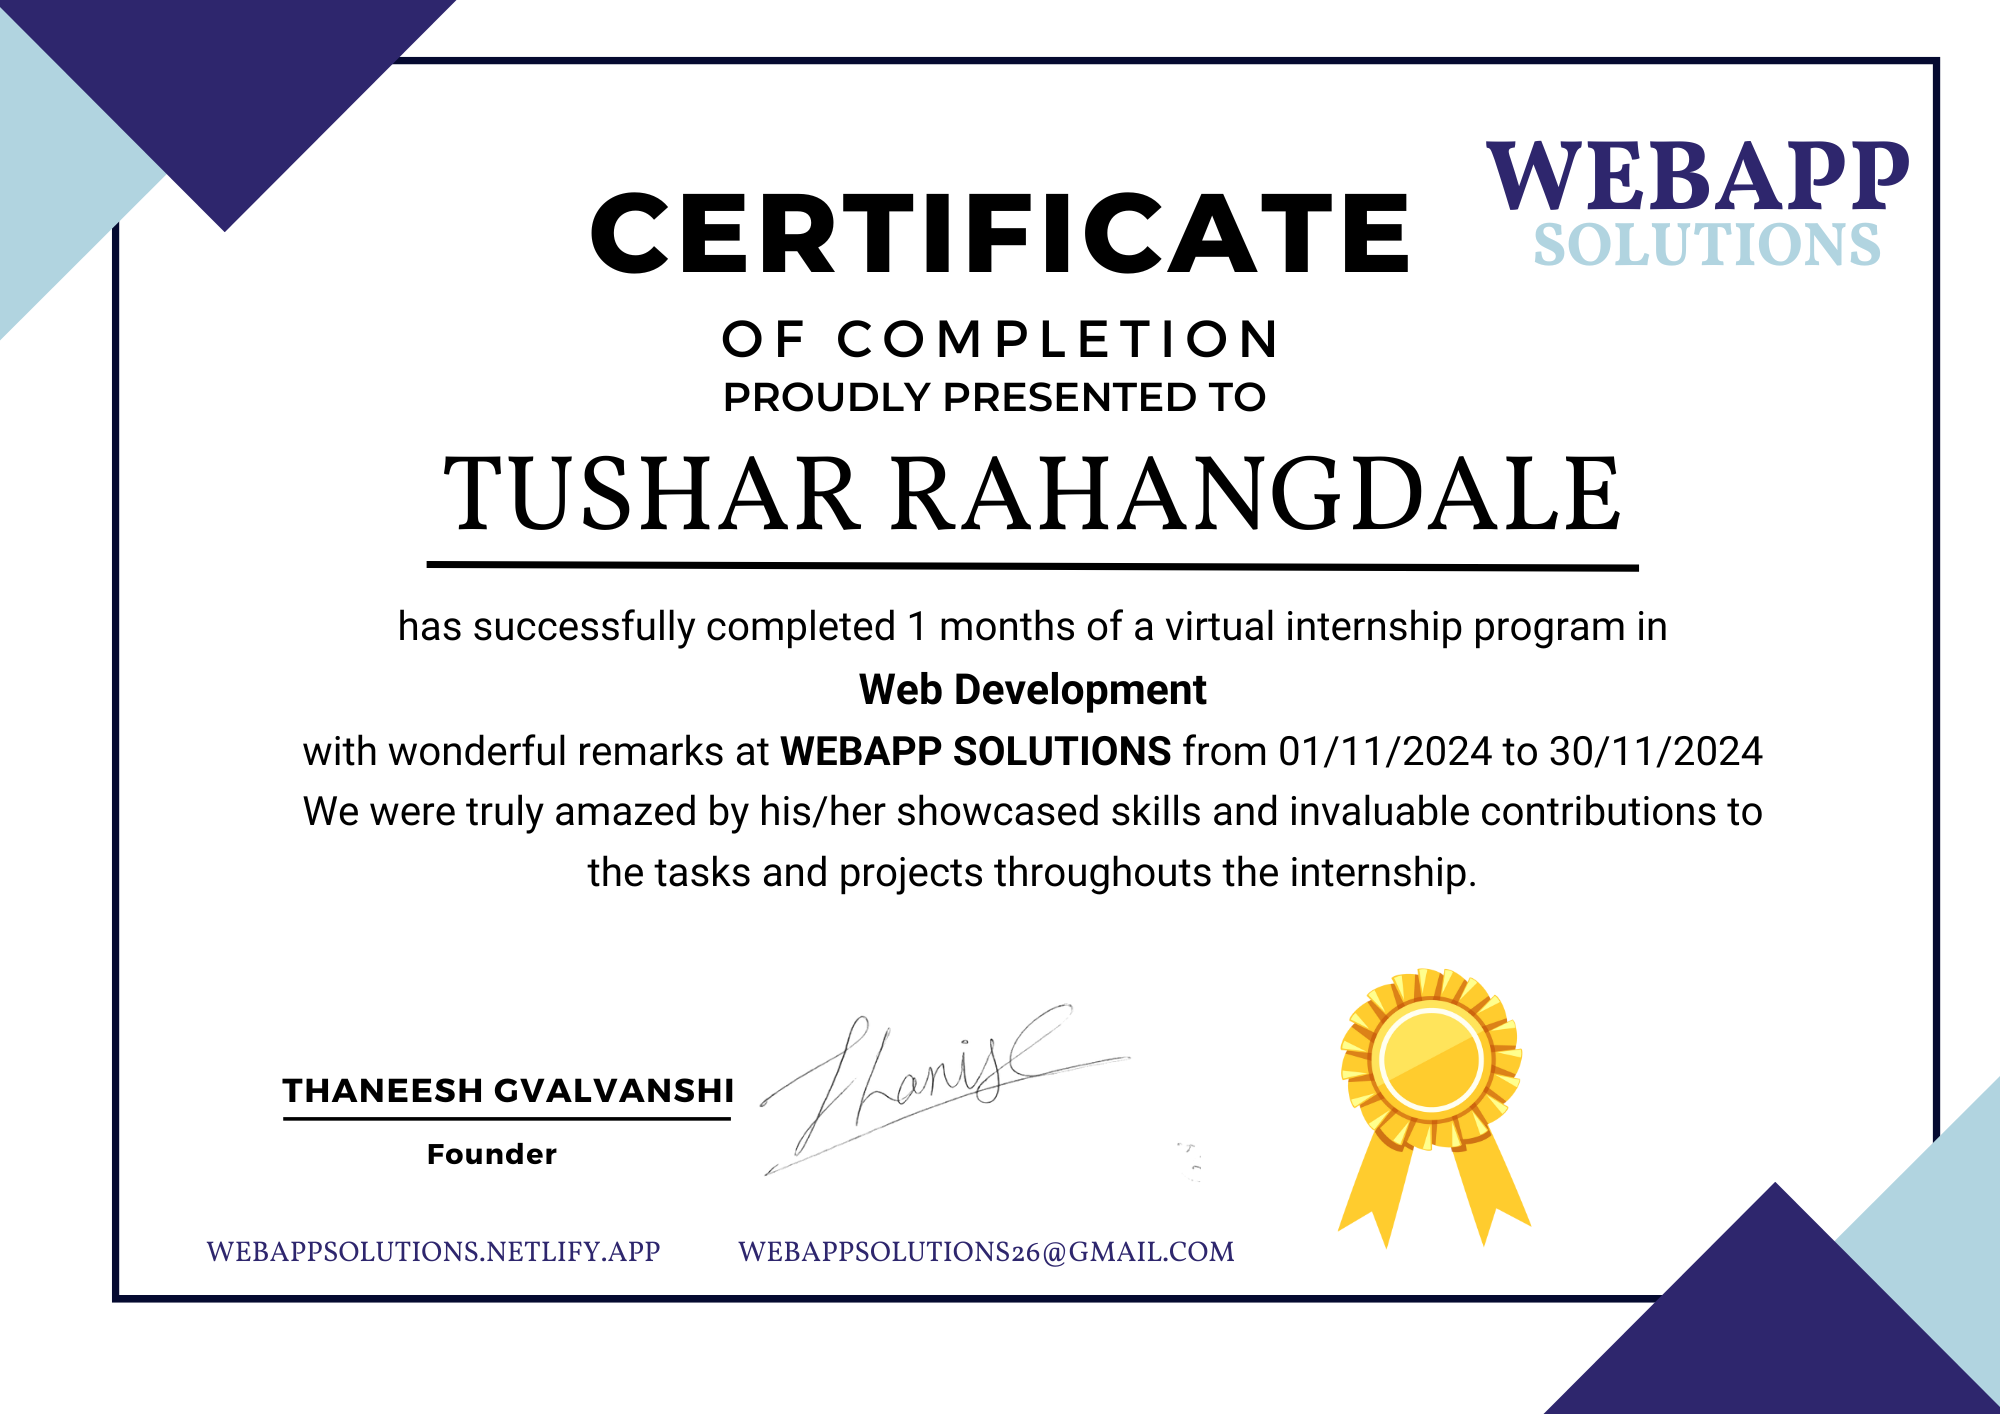 WEBAPP
SOLUTIONS
CERTIFICATE
OF COMPLETION
PROUDLY PRESENTED TO
TUSHAR RAHANGDALE
has successfully completed 1 months of a virtual internship program in
Web Development
with wonderful remarks at WEBAPP SOLUTIONS from 01/11/2024 to 30/11/2024
We were truly amazed by his/her showcased skills and invaluable contributions to
the tasks and projects throughouts the internship.
THANEESH GVALVANSHI
Founder
WEBAPPSOLUTIONS.NETLIFY.APP
WEBAPPSOLUTIONS26@GMAIL.COM